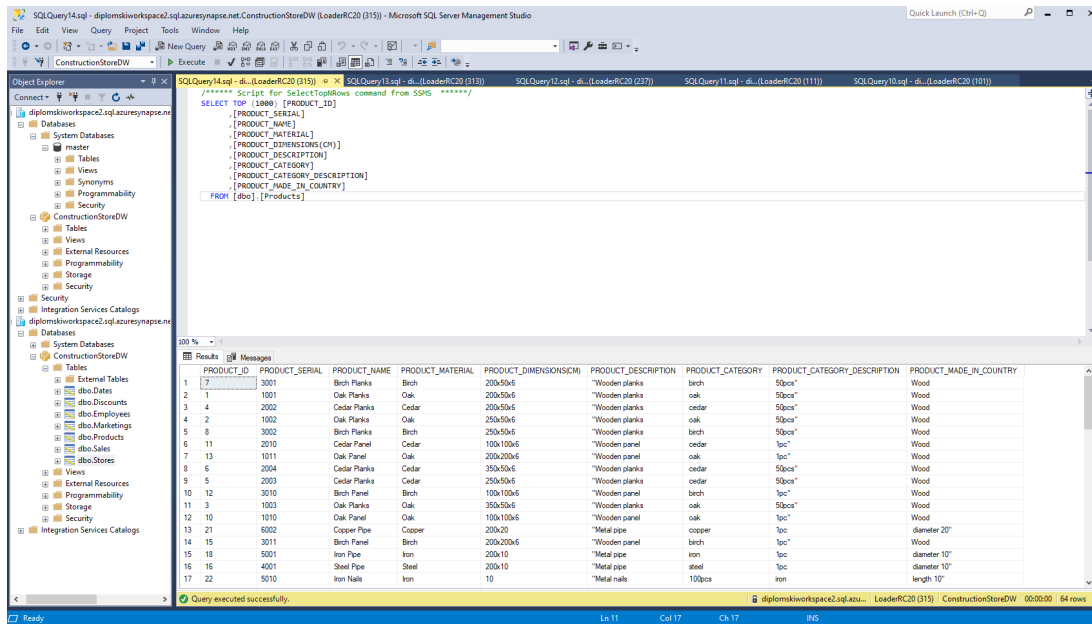 SQLQuery14.sql - diplomskiworkspace2.sql.azuresynapse.net.ConstructionStoreDW (LoaderRC20 (315)) - Microsoft SQL Server Management Studio
Quick Launch (Ctrl+Q)
File Edit View Query Project Tools Window Help
New Query
ConstructionStoreDW Execute
Object Explorer
Connect
diplomskiworkspace2.sql.azuresynapse.ne
Databases
System Databases
master
Tables
Views
Synonyms
Programmability
Security
ConstructionStoreDW
Tables
Views
External Resources
Programmability
Storage
Security
Security
Integration Services Catalogs
diplomskiworkspace2.sql.azuresynapse.ne
Databases
System Databases
ConstructionStoreDW
Tables
External Tables
dbo.Dates
dbo.Discounts
dbo.Employees
dbo.Marketings
dbo.Products
dbo.Sales
dbo.Stores
Views
External Resources
Programmability
Storage
Security
Integration Services Catalogs
SQLQuery14.sql - di...(LoaderRC20 (315)) SQLQuery13.sql - di...(LoaderRC20 (313)) SQLQuery12.sql - di...(LoaderRC20 (237)) SQLQuery11.sql - di...(LoaderRC20 (111)) SQLQuery10.sql - di...(LoaderRC20 (101))
/****** Script for SelectTopNRows command from SSMS ******/
SELECT TOP (1000) [PRODUCT_ID]
,[PRODUCT_SERIAL]
,[PRODUCT_NAME]
,[PRODUCT_MATERIAL]
,[PRODUCT_DIMENSIONS(CM)]
,[PRODUCT_DESCRIPTION]
,[PRODUCT_CATEGORY]
,[PRODUCT_CATEGORY_DESCRIPTION]
,[PRODUCT_MADE_IN_COUNTRY]
FROM [dbo].[Products]
100 %
Results Messages
PRODUCT_ID PRODUCT_SERIAL PRODUCT_NAME PRODUCT_MATERIAL PRODUCT_DIMENSIONS(CM) PRODUCT_DESCRIPTION PRODUCT_CATEGORY PRODUCT_CATEGORY_DESCRIPTION PRODUCT_MADE_IN_COUNTRY
1 7 3001 Birch Planks Birch 200x50x6 "Wooden planks birch 50pcs" Wood
2 1 1001 Oak Planks Oak 200x50x6 "Wooden planks oak 50pcs" Wood
3 4 2002 Cedar Planks Cedar 200x50x6 "Wooden planks cedar 50pcs" Wood
4 2 1002 Oak Planks Oak 250x50x6 "Wooden planks oak 50pcs" Wood
5 8 3002 Birch Planks Birch 250x50x6 "Wooden planks birch 50pcs" Wood
6 11 2010 Cedar Panel Cedar 100x100x6 "Wooden panel cedar 1pc" Wood
7 13 1011 Oak Panel Oak 200x200x6 "Wooden panel oak 1pc" Wood
8 6 2004 Cedar Planks Cedar 350x50x6 "Wooden planks cedar 50pcs" Wood
9 5 2003 Cedar Planks Cedar 250x50x6 "Wooden planks cedar 50pcs" Wood
10 12 3010 Birch Panel Birch 100x100x6 "Wooden panel birch 1pc" Wood
11 3 1003 Oak Planks Oak 350x50x6 "Wooden planks oak 50pcs" Wood
12 10 1010 Oak Panel Oak 100x100x6 "Wooden panel oak 1pc" Wood
13 21 6002 Copper Pipe Copper 200x20 "Metal pipe copper 1pc diameter 20"
14 15 3011 Birch Panel Birch 200x200x6 "Wooden panel birch 1pc" Wood
15 18 5001 Iron Pipe Iron 200x10 "Metal pipe iron 1pc diameter 10"
16 16 4001 Steel Pipe Steel 200x10 "Metal pipe steel 1pc diameter 10"
17 22 5010 Iron Nails Iron 10 "Metal nails 100pcs iron length 10"
Query executed successfully. diplomskiworkspace2.sql.azu... LoaderRC20 (315) ConstructionStoreDW 00:00:00 64 rows
Ready Ln 11 Col 17 Ch 17 INS